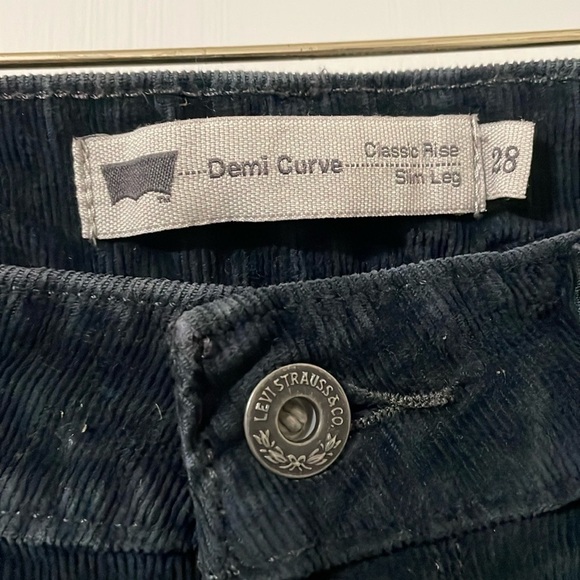 Demi Curve
Classic Rise
Slim Leg
28
TM
LEVI STRAUSS & CO.